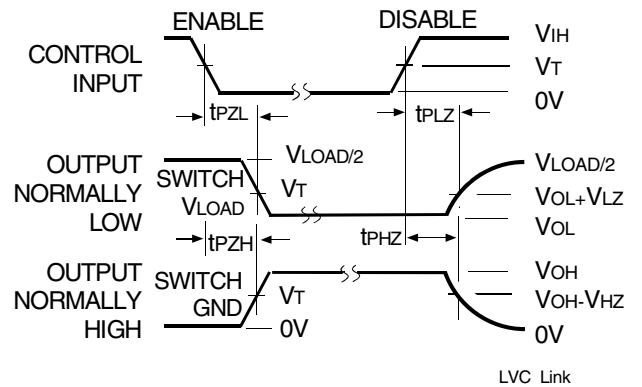 ENABLE
DISABLE
CONTROL
INPUT
VIH
VT
0V
tPZL
tPLZ
OUTPUT
NORMALLY
LOW
SWITCH
VLOAD
VLOAD/2
VT
VLOAD/2
VOL+VLZ
VOL
tPZH
tPHZ
OUTPUT
NORMALLY
HIGH
SWITCH
GND
VT
0V
VOH
VOH-VHZ
0V
LVC Link